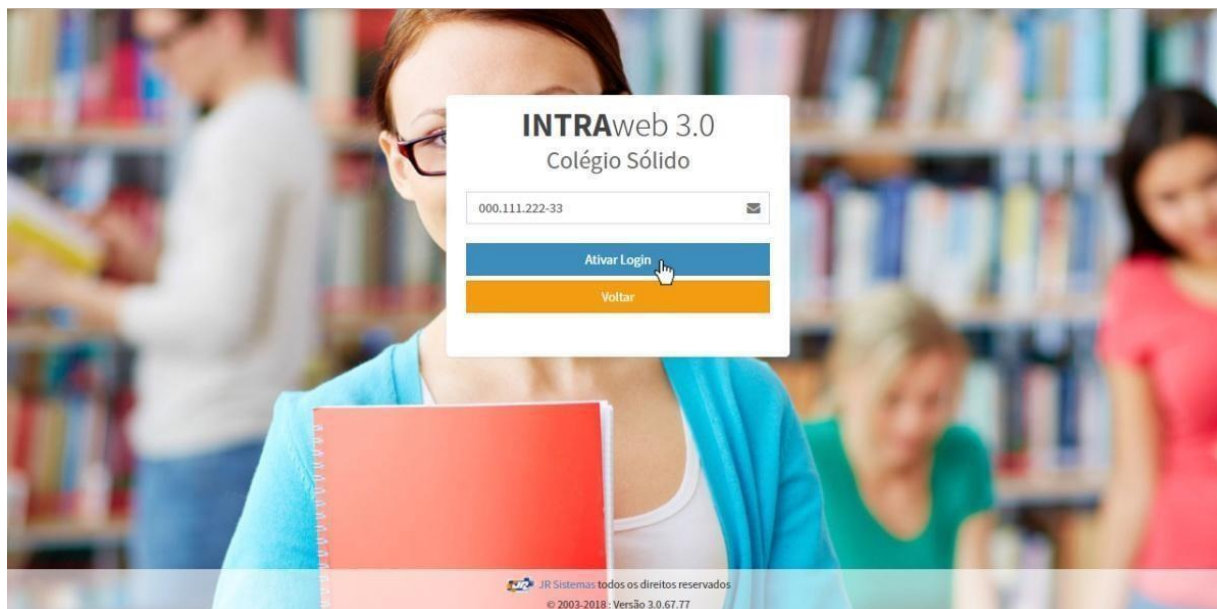 INTRAweb 3.0
Colégio Sólido
000.111.222-33
Ativar Login
Voltar
JR Sistemas todos os direitos reservados
© 2003-2018 : Versão 3.0.67.77